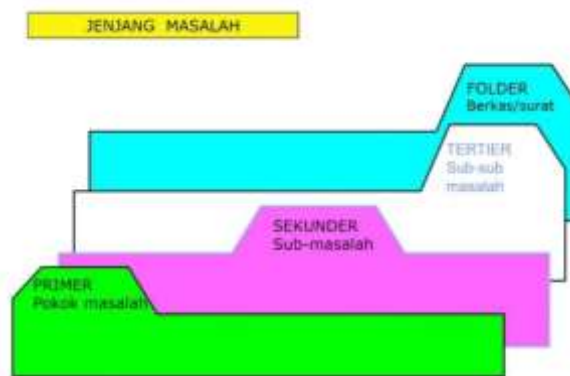 JENJANG MASALAH
FOLDER
Berkas/surat
TERTIER
Sub-sub
masalah
SEKUNDER
Sub-masalah
PRIMER
Pokok masalah